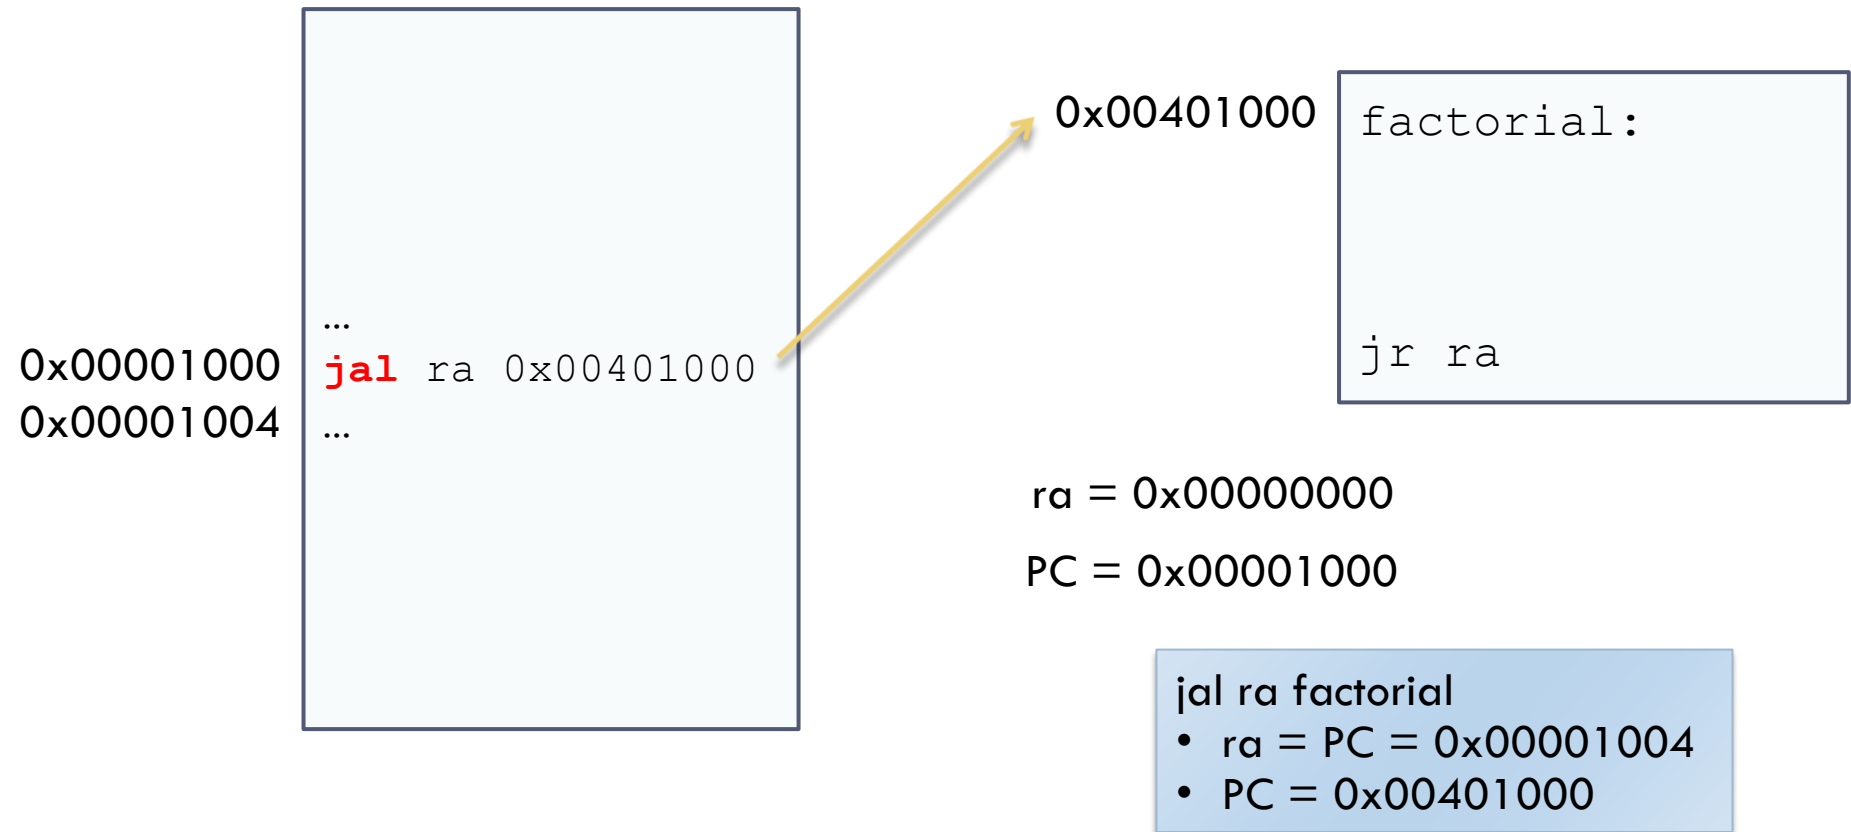 ...
0x00001000 jal ra 0x00401000
0x00001004 ...
0x00401000 factorial:
jr ra
ra = 0x00000000
PC = 0x00001000
jal ra factorial
• ra = PC = 0x00001004
• PC = 0x00401000